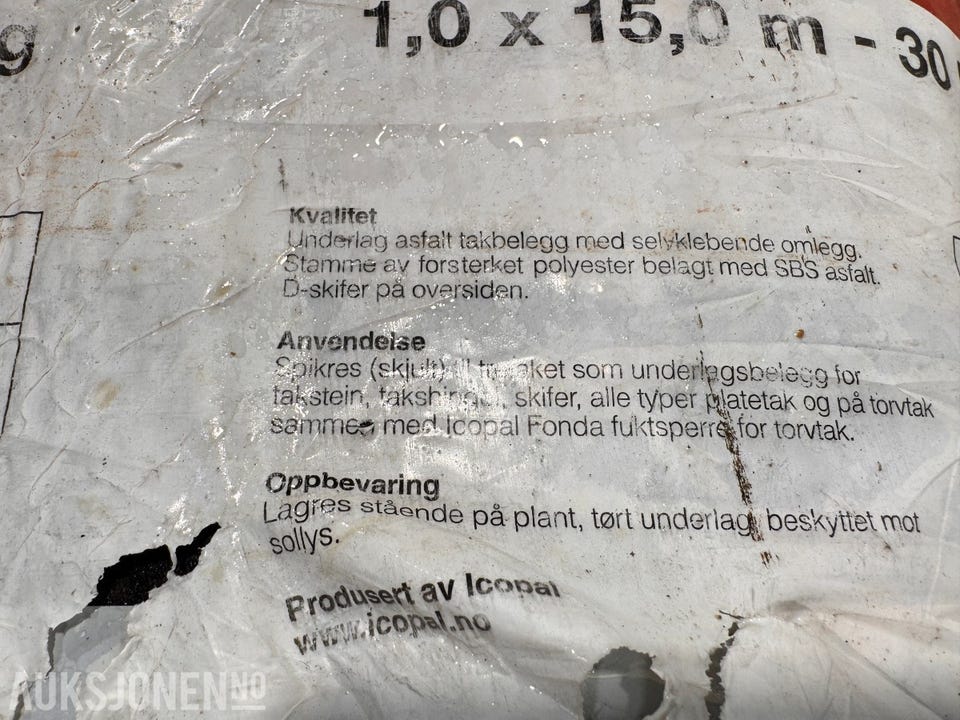 g
1,0 x 15,0 m - 30
Kvalitet
Underlag asfalt takbelegg med selvklebende omlegg.
Stamme av forsterket polyester belagt med SBS asfalt.
D-skifer på oversiden.
Anvendelse
Spikres (skjult) til som underlagsbelegg for
takstein, skifer, alle typer platetak og på torvtak
sammen med Icopal Fonda fuktsperre for torvtak.
Oppbevaring
Lagres stående på plant, tørt underlag, beskyttet mot
sollys.
Produsert av Icopal
www.icopal.no
AUKSJONEN.NO